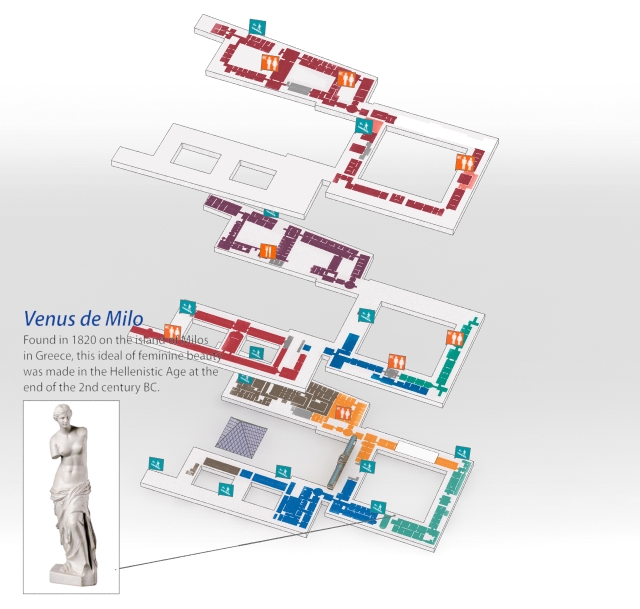 Venus de Milo
Found in 1820 on the island of Milos
in Greece, this ideal of feminine beauty
was made in the Hellenistic Age at the
end of the 2nd century BC.